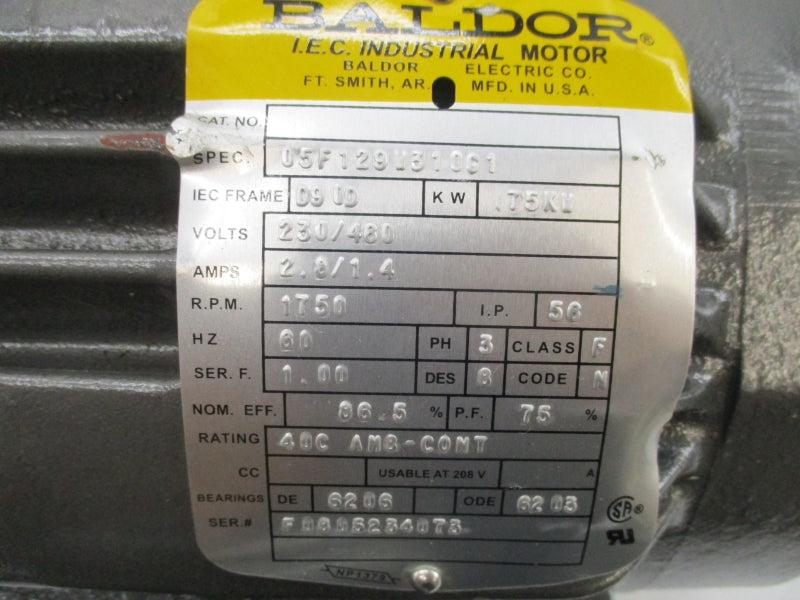 BALDOR®
I.E.C. INDUSTRIAL MOTOR
BALDOR ELECTRIC CO.
FT. SMITH, AR. MFD. IN U.S.A.
CAT. NO.
SPEC. 05F129W310G1
IEC FRAME D90D KW .75KW
VOLTS 230/460
AMPS 2.8/1.4
R.P.M. 1750 I.P. 56
HZ 60 PH 3 CLASS F
SER. F. 1.00 DES B CODE N
NOM. EFF. 86.5 % P.F. 75 %
RATING 40C AMB-CONT
CC USABLE AT 208 V A
BEARINGS DE 6206 ODE 6203
SER.#
NP1379